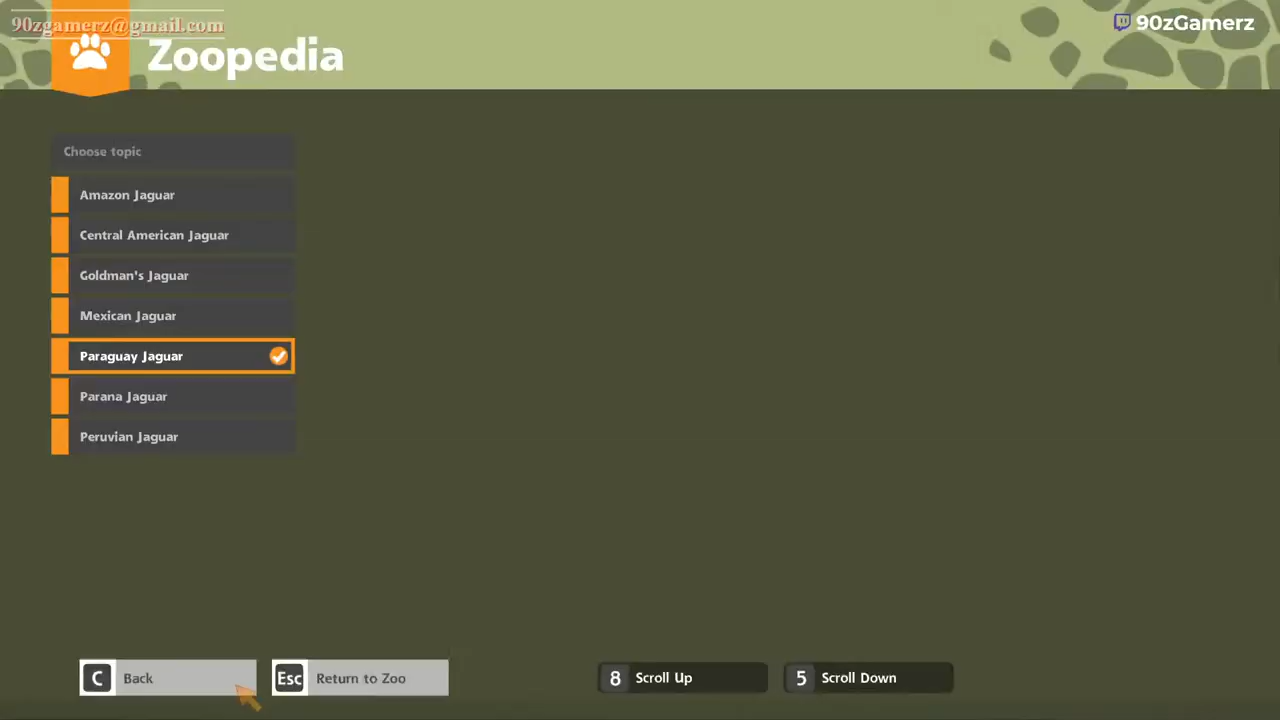 90zgamerz@gmail.com
90zGamerz
Zoopedia
Choose topic
Amazon Jaguar
Central American Jaguar
Goldman's Jaguar
Mexican Jaguar
Paraguay Jaguar
Parana Jaguar
Peruvian Jaguar
C Back
Esc Return to Zoo
8 Scroll Up
5 Scroll Down